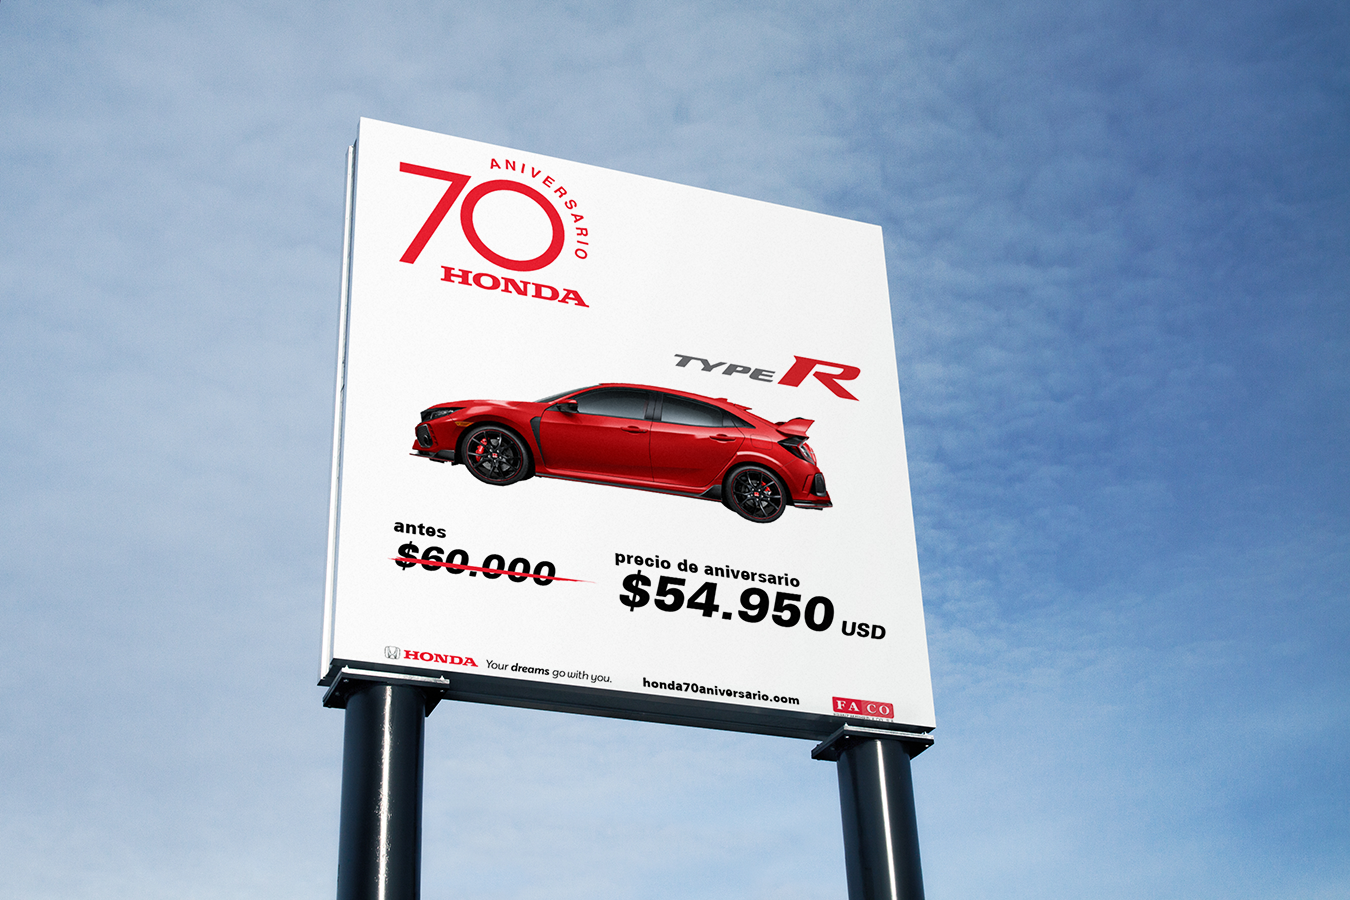 ANIVERSARIO
70
HONDA
TYPE R
antes
$60.000
precio de aniversario
$54.950 USD
HONDA Your dreams go with you.
honda70aniversario.com
FACO